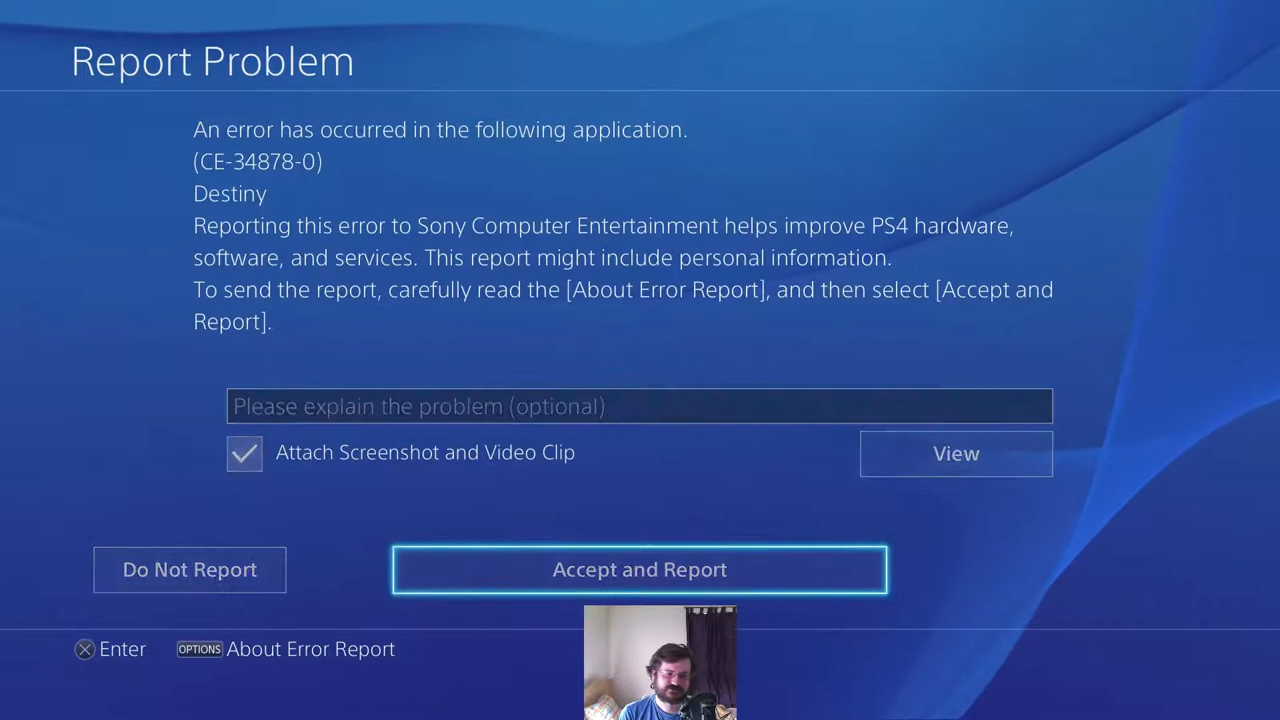 Report Problem
An error has occurred in the following application.
(CE-34878-0)
Destiny
Reporting this error to Sony Computer Entertainment helps improve PS4 hardware,
software, and services. This report might include personal information.
To send the report, carefully read the [About Error Report], and then select [Accept and
Report].
Please explain the problem (optional)
Attach Screenshot and Video Clip
View
Do Not Report
Accept and Report
Enter
OPTIONS About Error Report